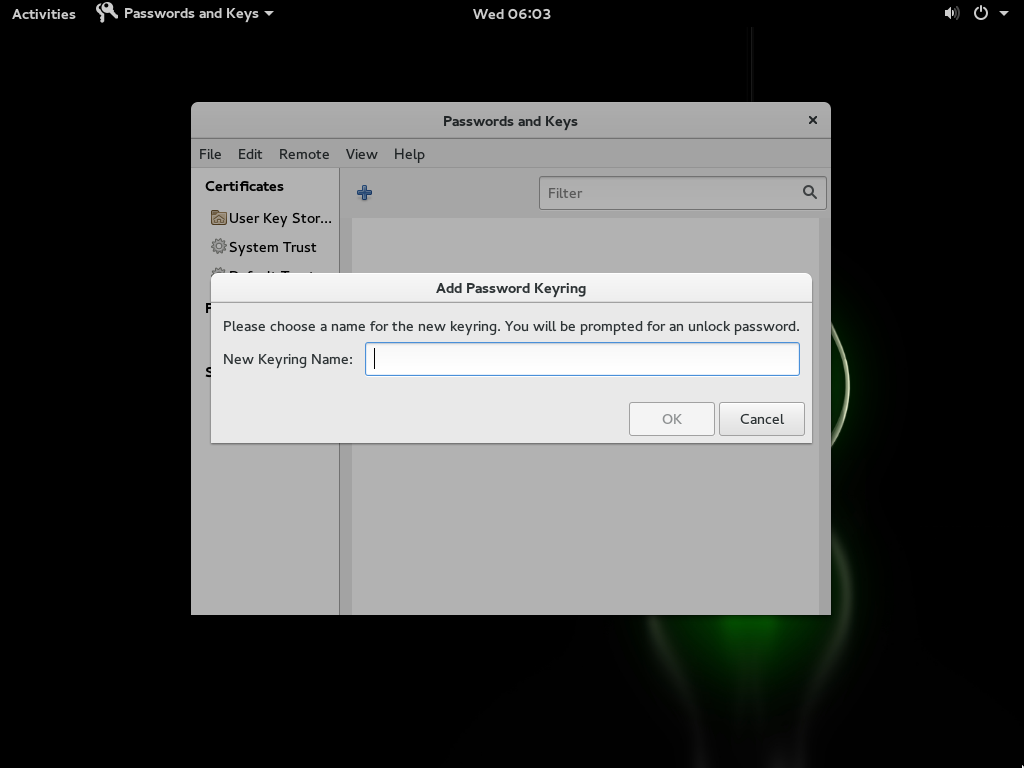 Activities Passwords and Keys Wed 06:03
Passwords and Keys
File Edit Remote View Help
Certificates
Filter
User Key Stor...
System Trust
Add Password Keyring
Please choose a name for the new keyring. You will be prompted for an unlock password.
New Keyring Name:
OK Cancel